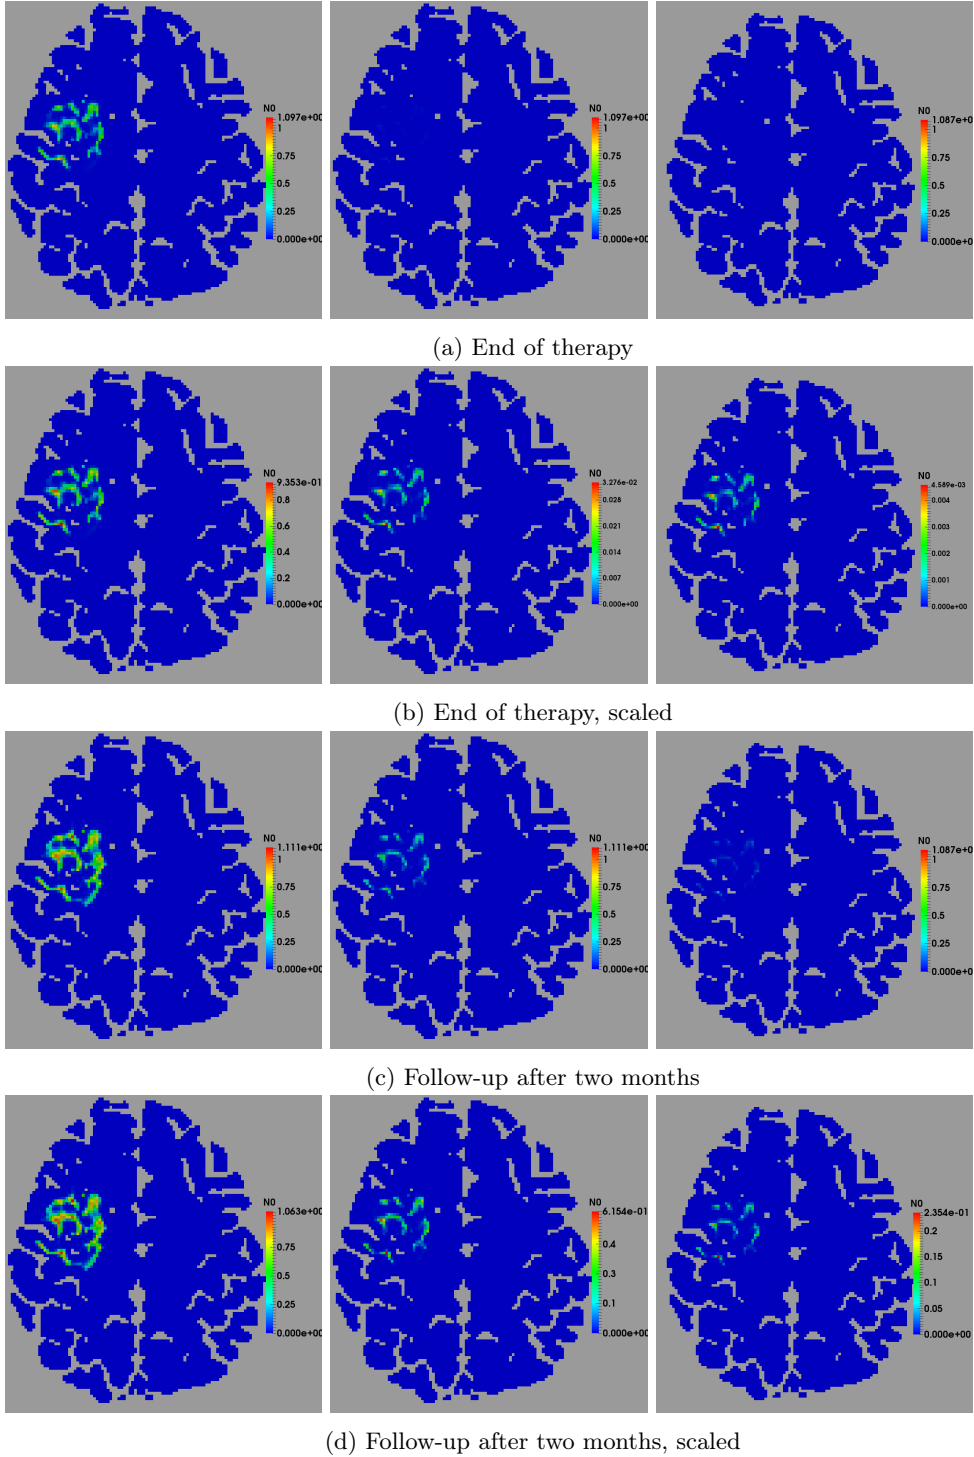 N0
1.097e+00
1
0.75
0.5
0.25
0.000e+00
N0
1.097e+00
1
0.75
0.5
0.25
0.000e+00
N0
1.087e+00
1
0.75
0.5
0.25
0.000e+00
(a) End of therapy
N0
9.353e-01
0.8
0.6
0.4
0.2
0.000e+00
N0
3.276e-02
0.028
0.021
0.014
0.007
0.000e+00
N0
4.589e-03
0.004
0.003
0.002
0.001
0.000e+00
(b) End of therapy, scaled
N0
1.111e+00
1
0.75
0.5
0.25
0.000e+00
N0
1.111e+00
1
0.75
0.5
0.25
0.000e+00
N0
1.087e+00
1
0.75
0.5
0.25
0.000e+00
(c) Follow-up after two months
N0
1.063e+00
0.75
0.5
0.25
0.000e+00
N0
6.154e-01
0.4
0.3
0.1
0.000e+00
N0
2.354e-01
0.2
0.15
0.1
0.05
0.000e+00
(d) Follow-up after two months, scaled